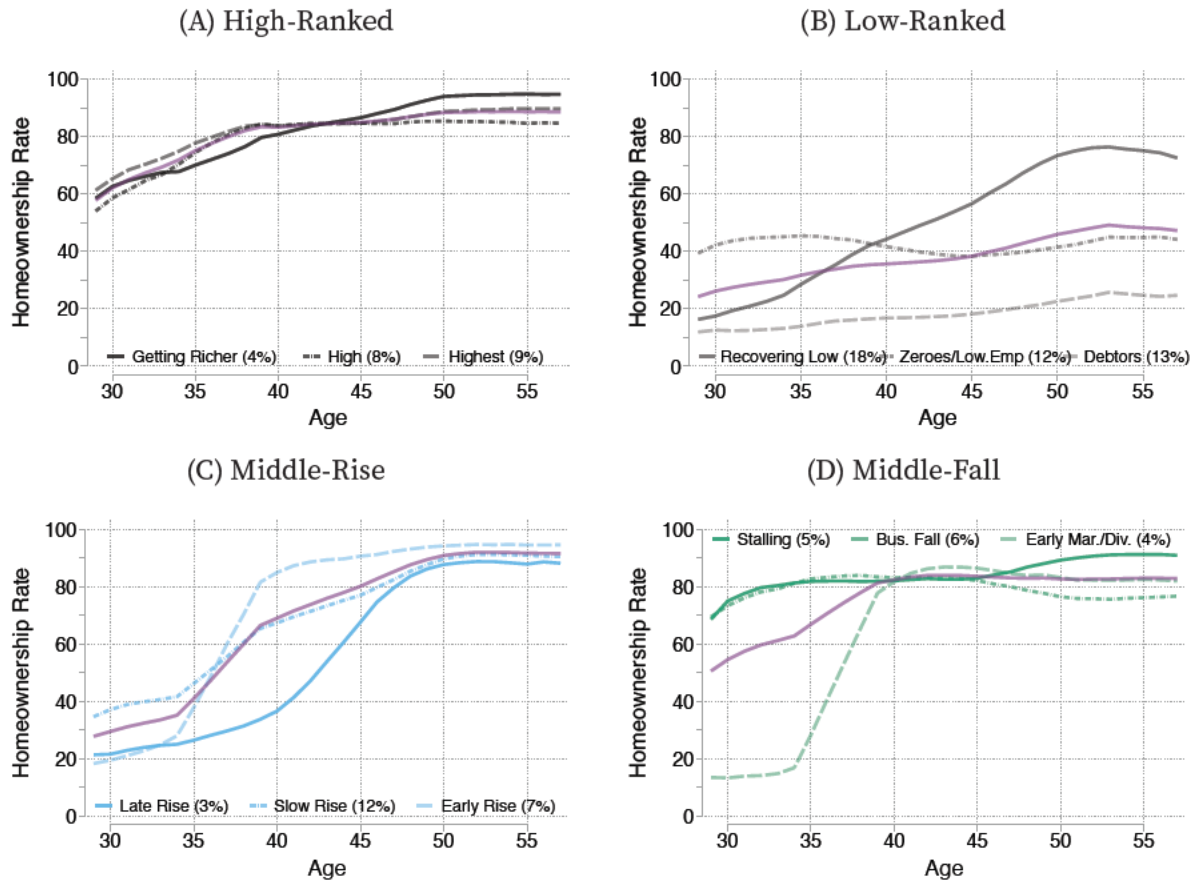 (A) High-Ranked
(B) Low-Ranked
Homeownership Rate
100
80
60
40
20
0
Getting Richer (4%) High (8%) Highest (9%)
30 35 40 45 50 55
Age
Homeownership Rate
100
80
60
40
20
0
Recovering Low (18%) Zeroes/Low.Emp (12%) Debtors (13%)
30 35 40 45 50 55
Age
(C) Middle-Rise
(D) Middle-Fall
Homeownership Rate
100
80
60
40
20
0
Late Rise (3%) Slow Rise (12%) Early Rise (7%)
30 35 40 45 50 55
Age
Homeownership Rate
100
80
60
40
20
0
Stalling (5%) Bus. Fall (6%) Early Mar./Div. (4%)
30 35 40 45 50 55
Age